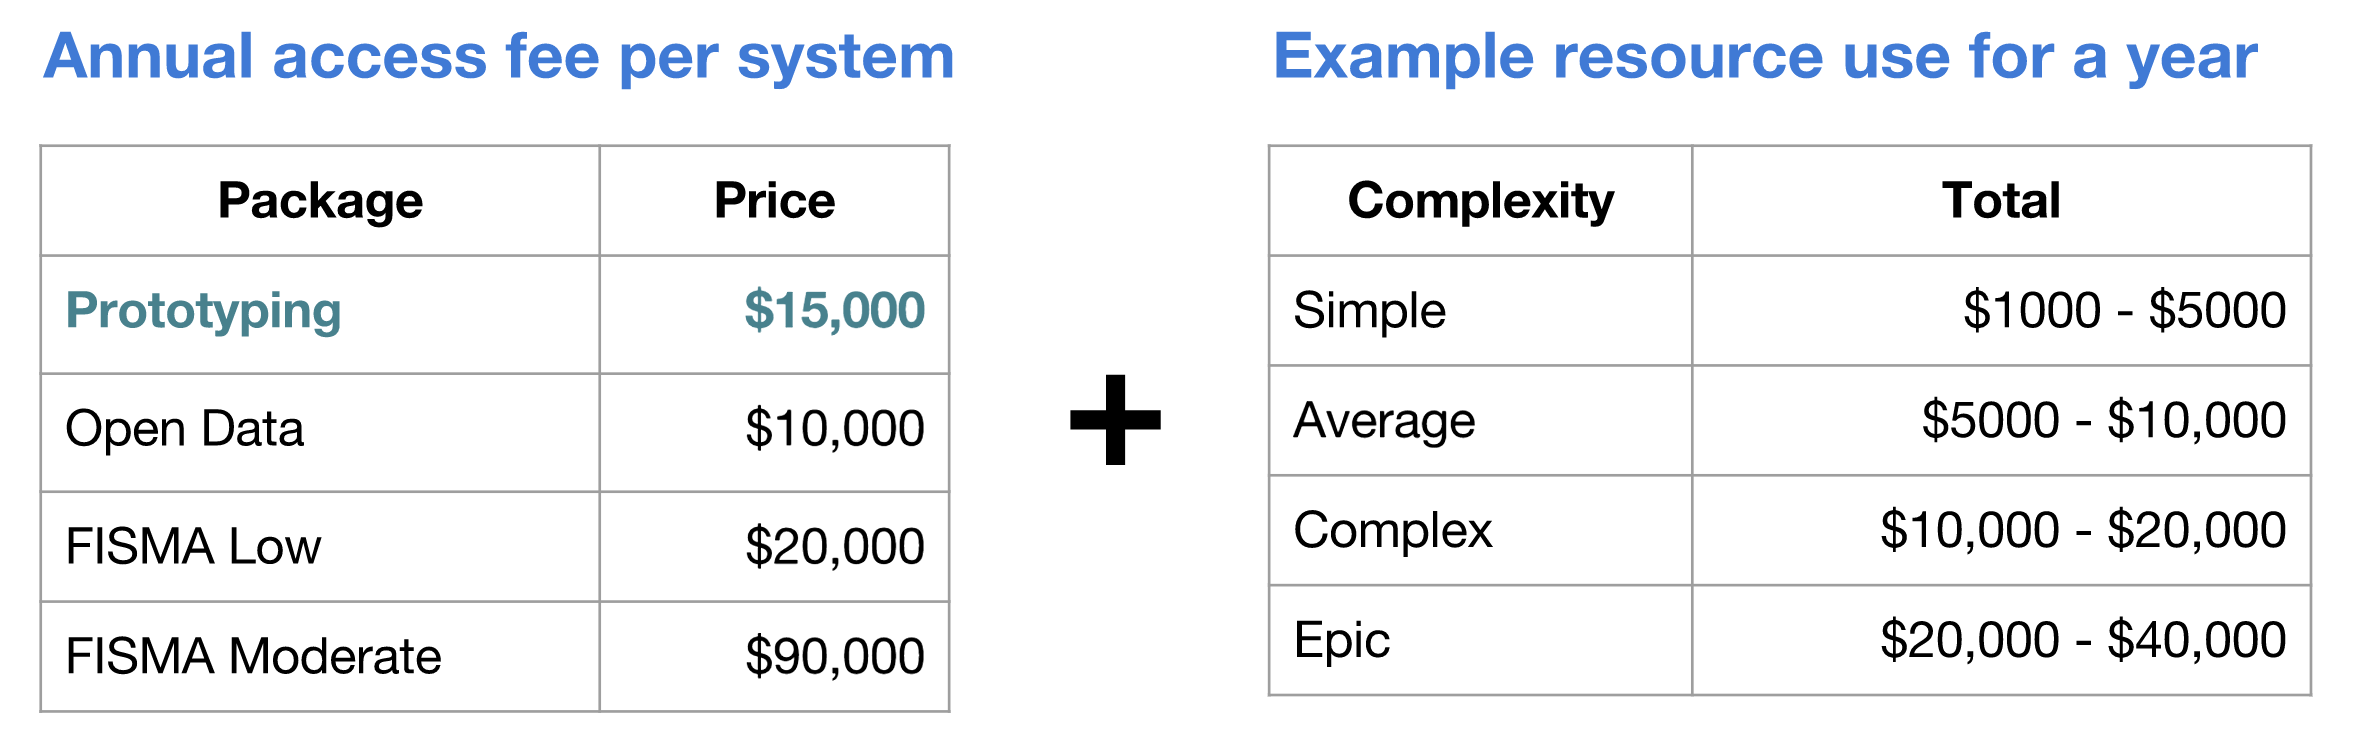 Annual access fee per system
Package Price
Prototyping $15,000
Open Data $10,000
FISMA Low $20,000
FISMA Moderate $90,000
+
Example resource use for a year
Complexity Total
Simple $1000 - $5000
Average $5000 - $10,000
Complex $10,000 - $20,000
Epic $20,000 - $40,000